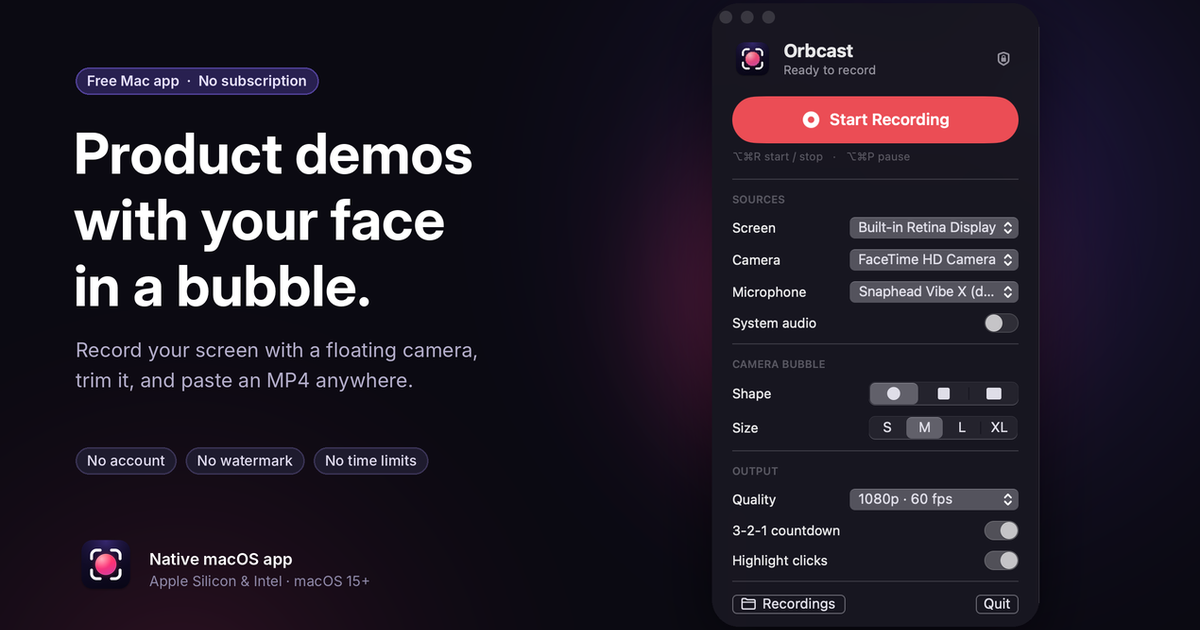 Free Mac app · No subscription
Product demos
with your face
in a bubble.
Record your screen with a floating camera,
trim it, and paste an MP4 anywhere.
No account
No watermark
No time limits
Native macOS app
Apple Silicon & Intel · macOS 15+
Orbcast
Ready to record
Start Recording
⌥⌘R start / stop · ⌥⌘P pause
SOURCES
Screen Built-in Retina Display
Camera FaceTime HD Camera
Microphone Snaphead Vibe X (d...
System audio
CAMERA BUBBLE
Shape
Size S M L XL
OUTPUT
Quality 1080p · 60 fps
3-2-1 countdown
Highlight clicks
Recordings Quit